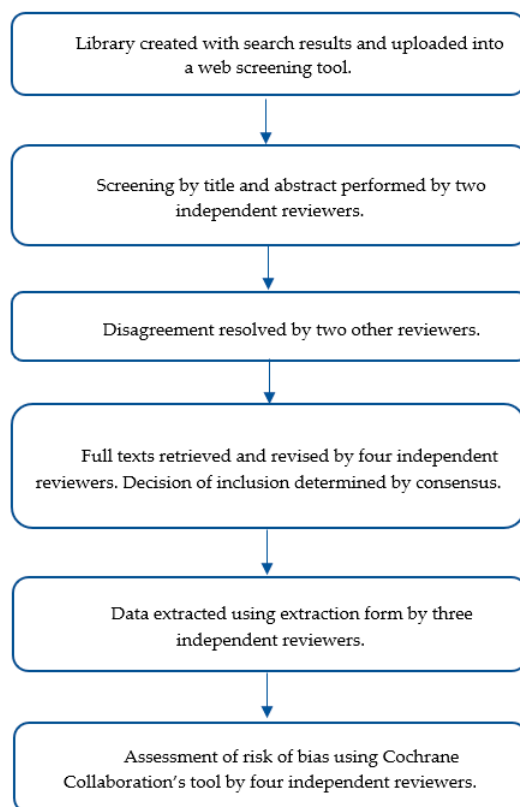 Library created with search results and uploaded into
a web screening tool.
Screening by title and abstract performed by two
independent reviewers.
Disagreement resolved by two other reviewers.
Full texts retrieved and revised by four independent
reviewers. Decision of inclusion determined by consensus.
Data extracted using extraction form by three
independent reviewers.
Assessment of risk of bias using Cochrane
Collaboration’s tool by four independent reviewers.